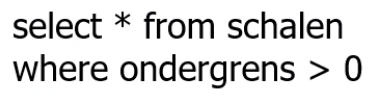 select * from schalen
where ondergrens > 0